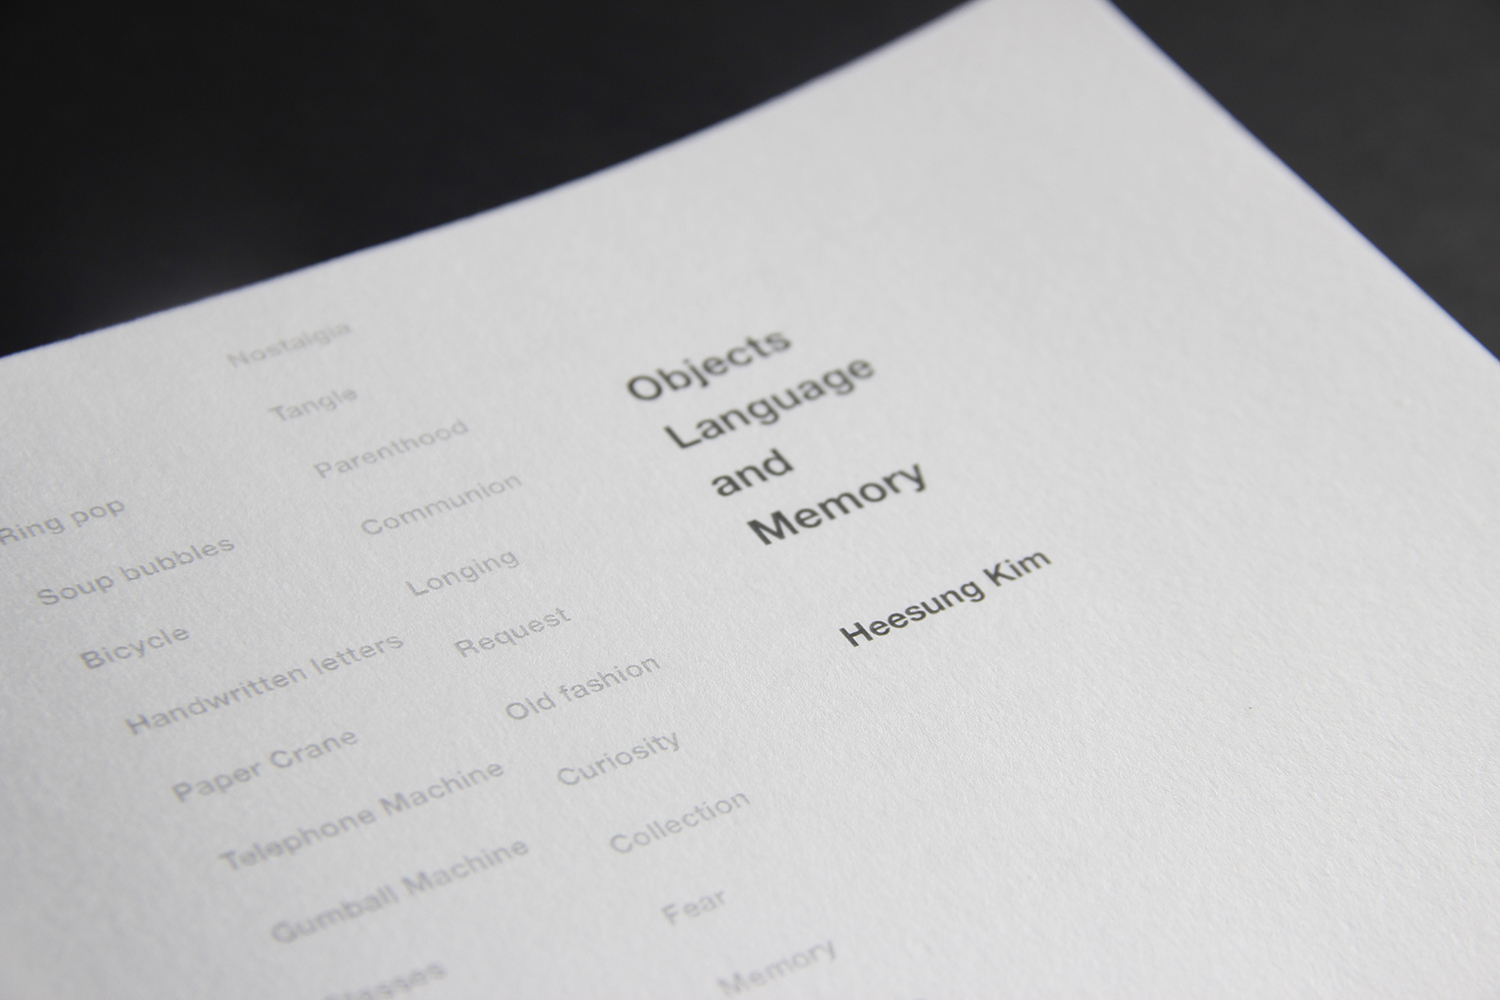 Ring pop
Soup bubbles
Bicycle
Handwritten letters
Paper Crane
Telephone Machine
Gumball Machine
Nostalgia
Tangle
Parenthood
Communion
Longing
Request
Old fashion
Curiosity
Collection
Fear
Memory
Objects
Language
and
Memory
Heesung Kim